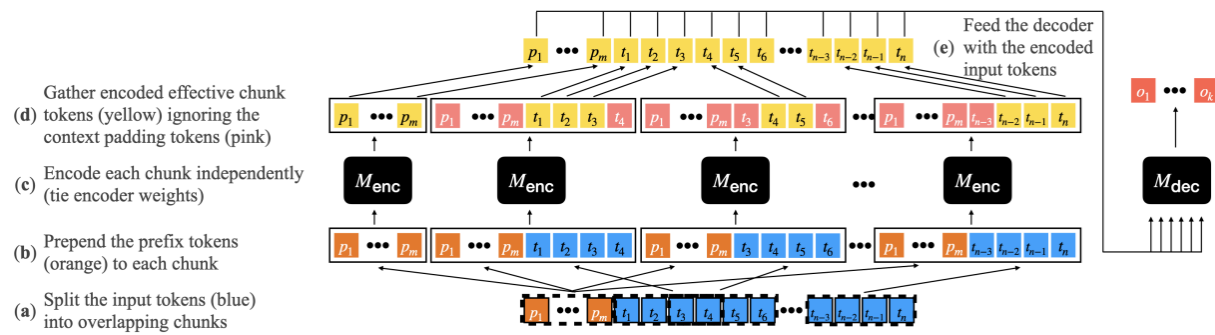 p1 ••• pm t1 t2 t3 t4 t5 t6 ••• tn−3 tn−2 tn−1 tn
(e) Feed the decoder
with the encoded
input tokens
(d) Gather encoded effective chunk
tokens (yellow) ignoring the
context padding tokens (pink)
p1 ••• pm p1 ••• pm t1 t2 t3 t4 p1 ••• pm t3 t4 t5 t6 ••• p1 ••• pm tn−3 tn−2 tn−1 tn
o1 ••• ok
(c) Encode each chunk independently
(tie encoder weights)
Menc Menc Menc ••• Menc Mdec
(b) Prepend the prefix tokens
(orange) to each chunk
p1 ••• pm p1 ••• pm t1 t2 t3 t4 p1 ••• pm t3 t4 t5 t6 ••• p1 ••• pm tn−3 tn−2 tn−1 tn
(a) Split the input tokens (blue)
into overlapping chunks
p1 ••• pm t1 t2 t3 t4 t5 t6 ••• tn−3 tn−2 tn−1 tn